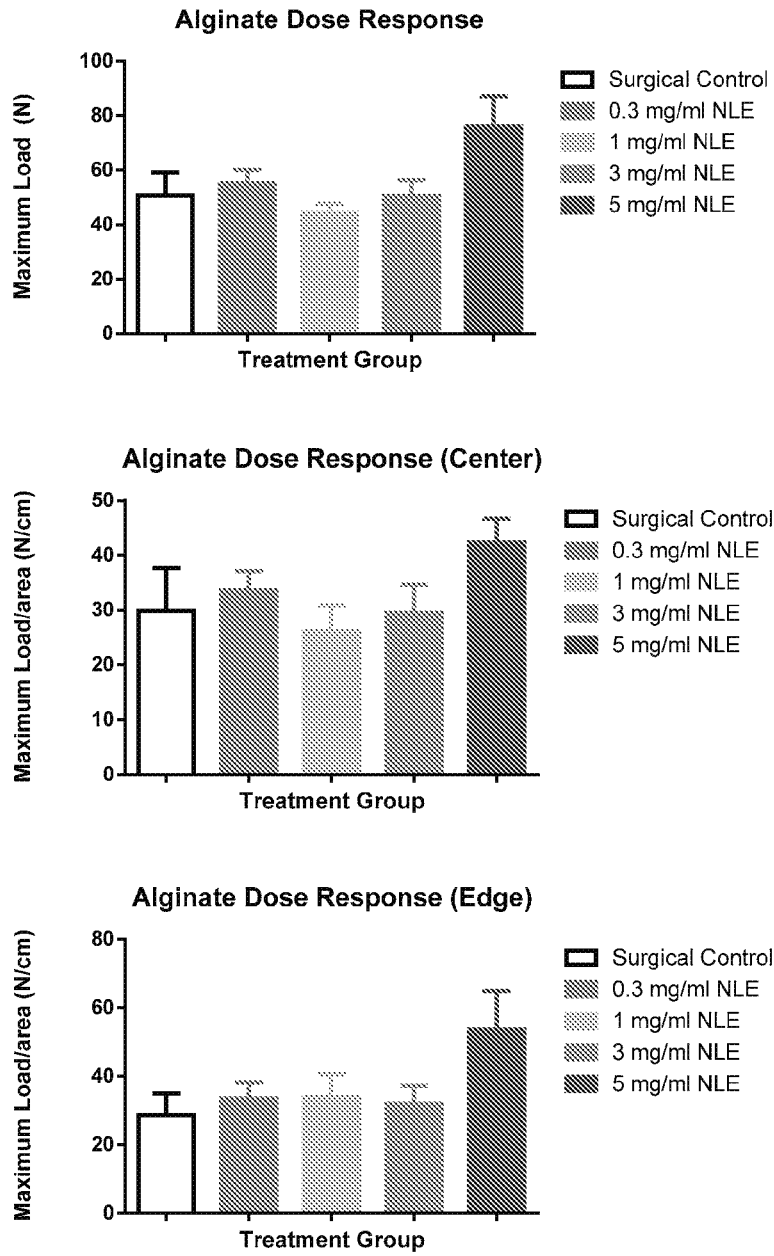 Alginate Dose Response
Maximum Load (N)
100
80
60
40
20
0
Treatment Group
Surgical Control
0.3 mg/ml NLE
1 mg/ml NLE
3 mg/ml NLE
5 mg/ml NLE
Alginate Dose Response (Center)
Maximum Load/area (N/cm)
50
40
30
20
10
0
Treatment Group
Surgical Control
0.3 mg/ml NLE
1 mg/ml NLE
3 mg/ml NLE
5 mg/ml NLE
Alginate Dose Response (Edge)
Maximum Load/area (N/cm)
80
60
40
20
0
Treatment Group
Surgical Control
0.3 mg/ml NLE
1 mg/ml NLE
3 mg/ml NLE
5 mg/ml NLE